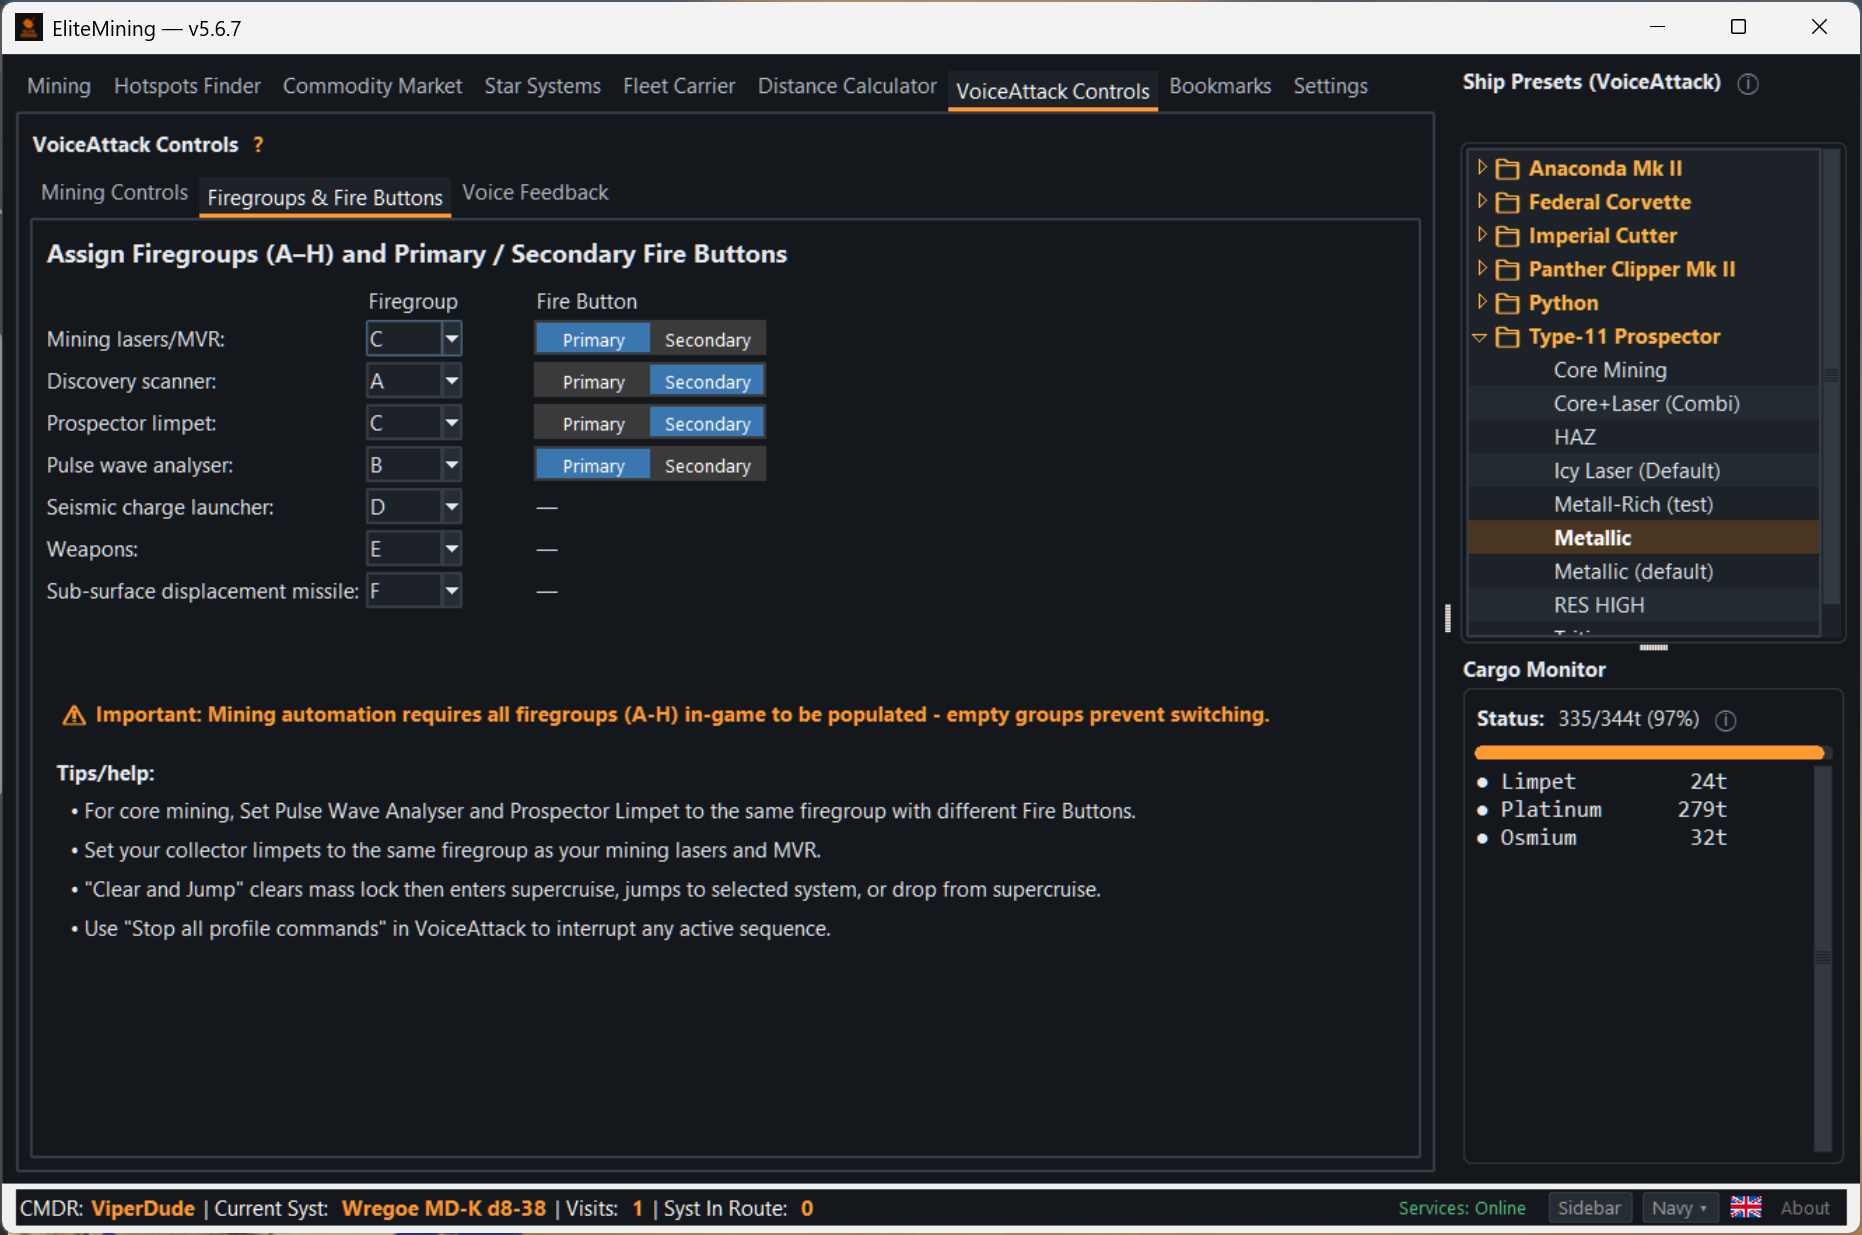 EliteMining — v5.6.7
Mining Hotspots Finder Commodity Market Star Systems Fleet Carrier Distance Calculator VoiceAttack Controls Bookmarks Settings
VoiceAttack Controls ?
Mining Controls Firegroups & Fire Buttons Voice Feedback
Assign Firegroups (A–H) and Primary / Secondary Fire Buttons
Firegroup Fire Button
Mining lasers/MVR: C Primary Secondary
Discovery scanner: A Primary Secondary
Prospector limpet: C Primary Secondary
Pulse wave analyser: B Primary Secondary
Seismic charge launcher: D —
Weapons: E —
Sub-surface displacement missile: F —
Important: Mining automation requires all firegroups (A-H) in-game to be populated - empty groups prevent switching.
Tips/help:
• For core mining, Set Pulse Wave Analyser and Prospector Limpet to the same firegroup with different Fire Buttons.
• Set your collector limpets to the same firegroup as your mining lasers and MVR.
• "Clear and Jump" clears mass lock then enters supercruise, jumps to selected system, or drop from supercruise.
• Use "Stop all profile commands" in VoiceAttack to interrupt any active sequence.
Ship Presets (VoiceAttack)
Anaconda Mk II
Federal Corvette
Imperial Cutter
Panther Clipper Mk II
Python
Type-11 Prospector
Core Mining
Core+Laser (Combi)
HAZ
Icy Laser (Default)
Metall-Rich (test)
Metallic
Metallic (default)
RES HIGH
Cargo Monitor
Status: 335/344t (97%)
• Limpet 24t
• Platinum 279t
• Osmium 32t
CMDR: ViperDude | Current Syst: Wregoe MD-K d8-38 | Visits: 1 | Syst In Route: 0
Services: Online Sidebar Navy About